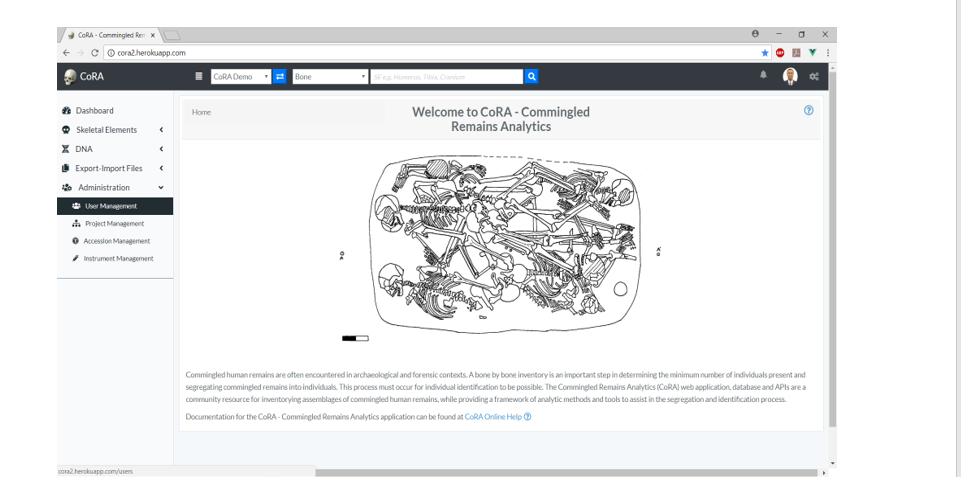 CoRA - Commingled Rem
cora2.herokuapp.com
CoRA
CoRA Demo
Bone
SE e.g. Humerus, Tibia, Cranium
Dashboard
Skeletal Elements
DNA
Export-Import Files
Administration
User Management
Project Management
Accession Management
Instrument Management
Home
Welcome to CoRA - Commingled
Remains Analytics
Commingled human remains are often encountered in archaeological and forensic contexts. A bone by bone inventory is an important step in determining the minimum number of individuals present and
segregating commingled remains into individuals. This process must occur for individual identification to be possible. The Commingled Remains Analytics (CoRA) web application, database and APIs are a
community resource for inventorying assemblages of commingled human remains, while providing a framework of analytic methods and tools to assist in the segregation and identification process.
Documentation for the CoRA - Commingled Remains Analytics application can be found at CoRA Online Help
cora2.herokuapp.com/users